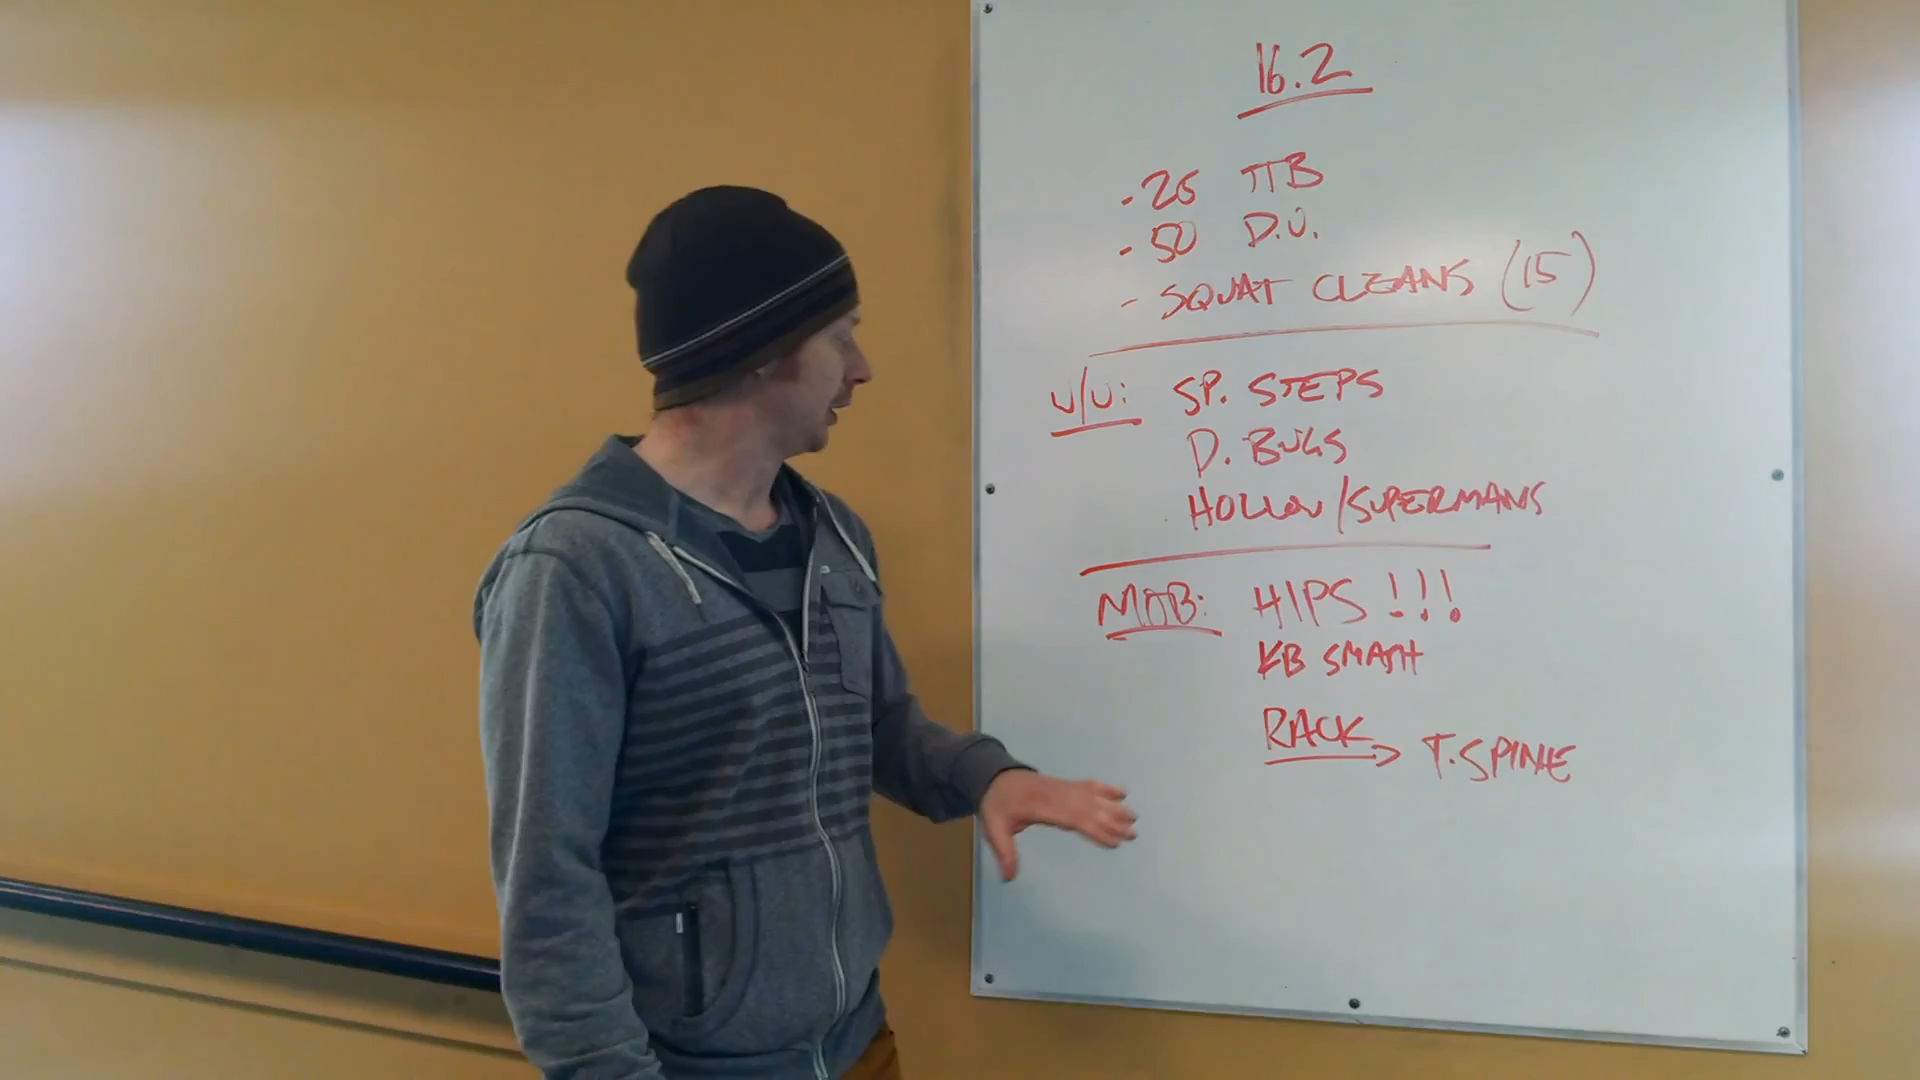 16.2
- 25 TTB
- 50 D.U.
- SQUAT CLEANS (15)
W/U: SP. STEPS
D. BUGS
HOLLOW/SUPERMANS
MOB: HIPS!!!
KB SMASH
RACK → T.SPINE